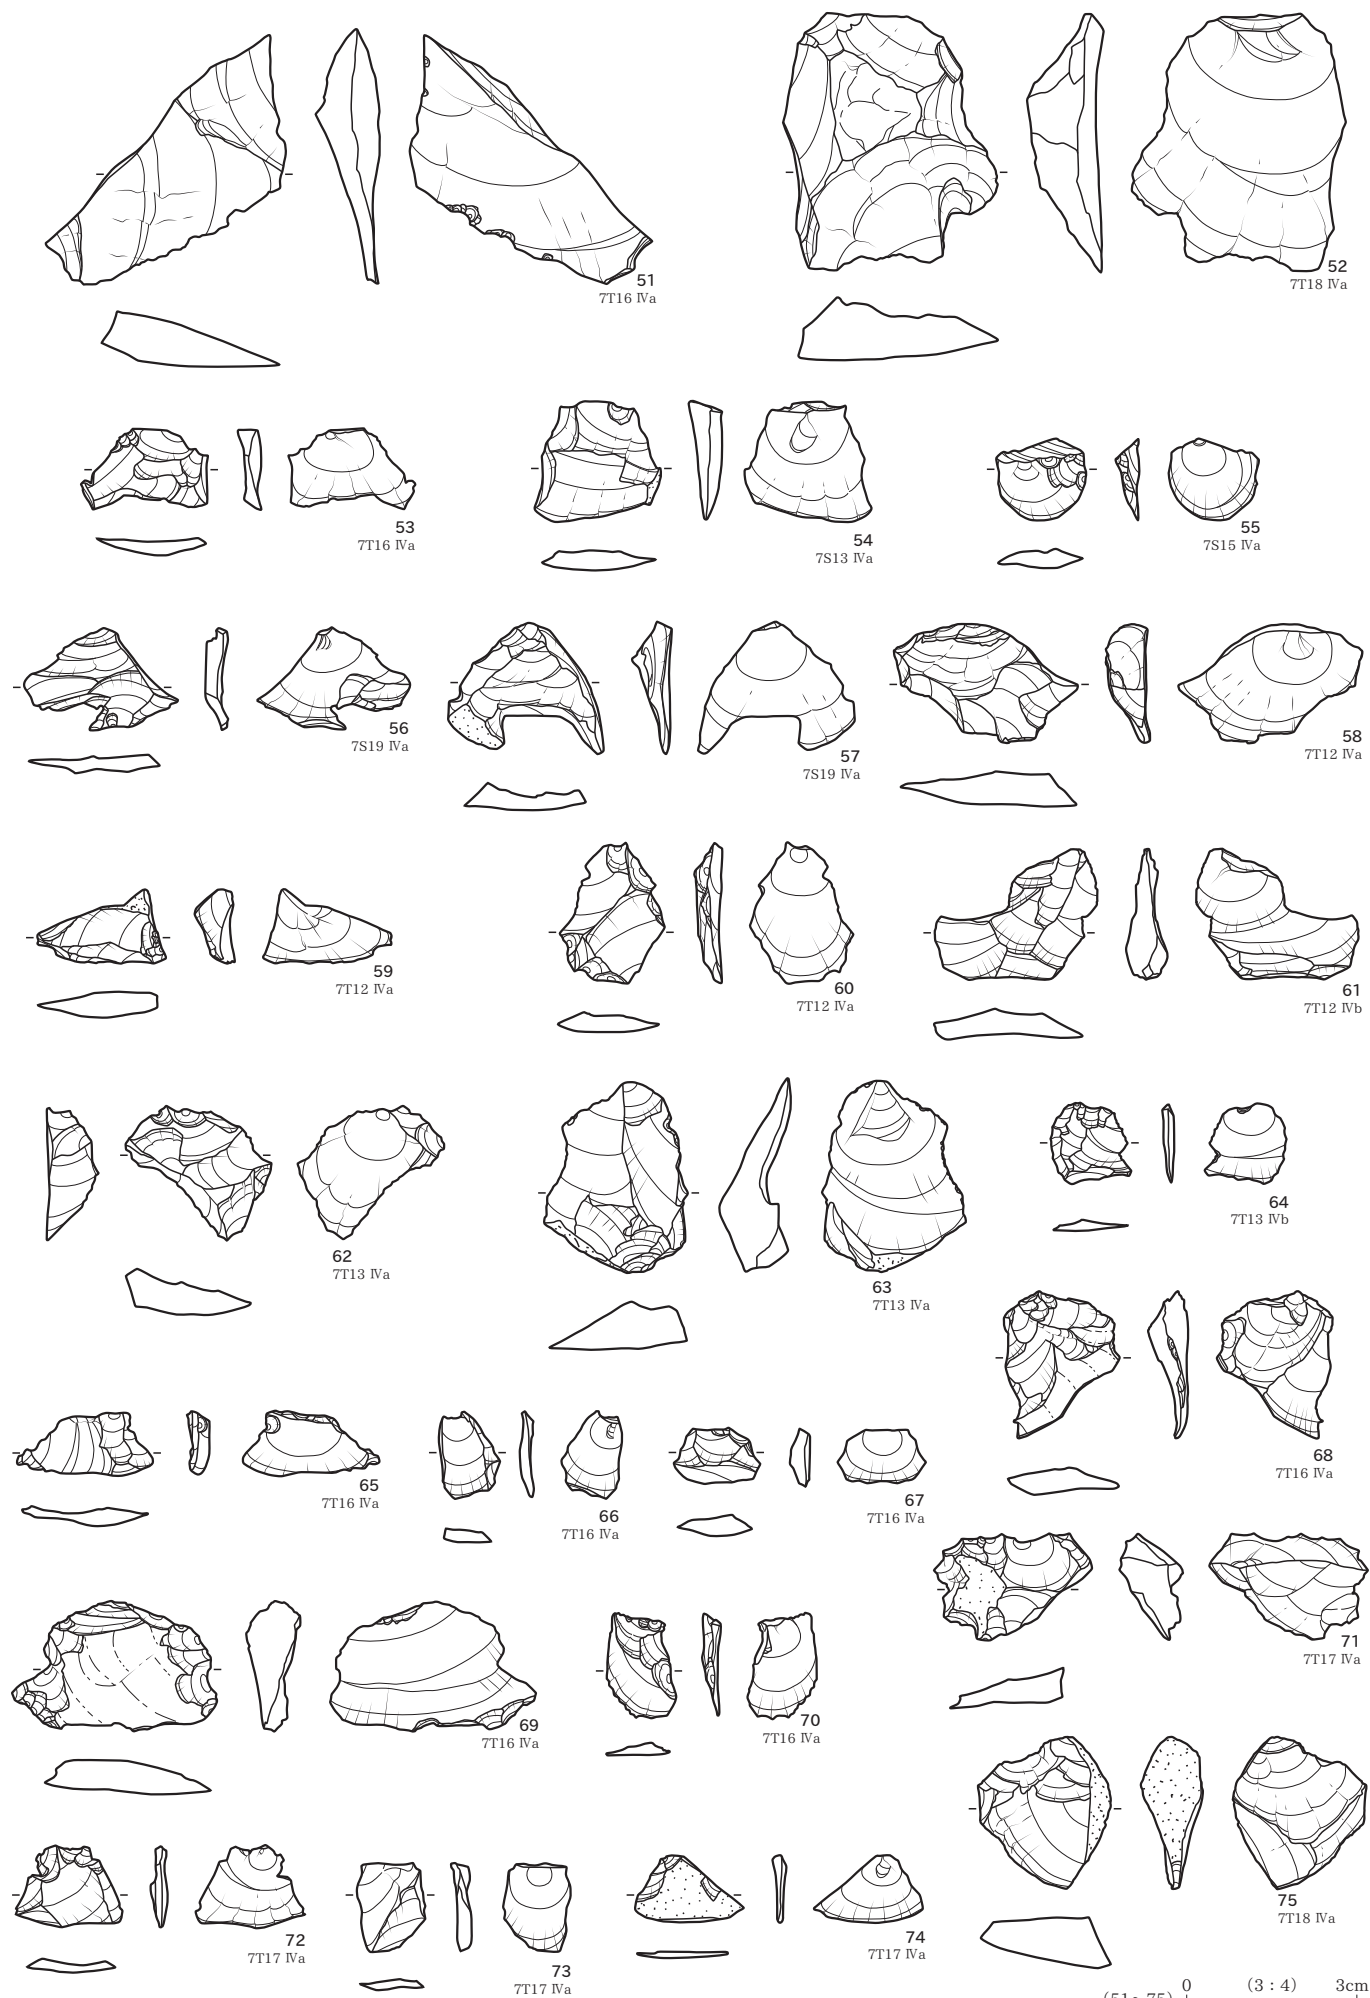 51
7T16 Ⅳa
52
7T18 Ⅳa
53
7T16 Ⅳa
54
7S13 Ⅳa
55
7S15 Ⅳa
56
7S19 Ⅳa
57
7S19 Ⅳa
58
7T12 Ⅳa
59
7T12 Ⅳa
60
7T12 Ⅳa
61
7T12 Ⅳb
62
7T13 Ⅳa
63
7T13 Ⅳa
64
7T13 Ⅳb
65
7T16 Ⅳa
66
7T16 Ⅳa
67
7T16 Ⅳa
68
7T16 Ⅳa
69
7T16 Ⅳa
70
7T16 Ⅳa
71
7T17 Ⅳa
72
7T17 Ⅳa
73
7T17 Ⅳa
74
7T17 Ⅳa
75
7T18 Ⅳa
0 (3：4) 3cm